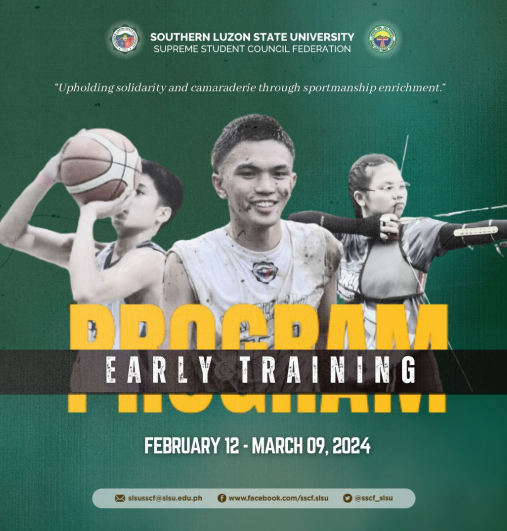 SOUTHERN LUZON STATE UNIVERSITY
SUPREME STUDENT COUNCIL FEDERATION
"Upholding solidarity and camaraderie through sportmanship enrichment."
PROGRAM
EARLY TRAINING
FEBRUARY 12 - MARCH 09, 2024
slsusscf@slsu.edu.ph www.facebook.com/sscf.slsu @sscf_slsu